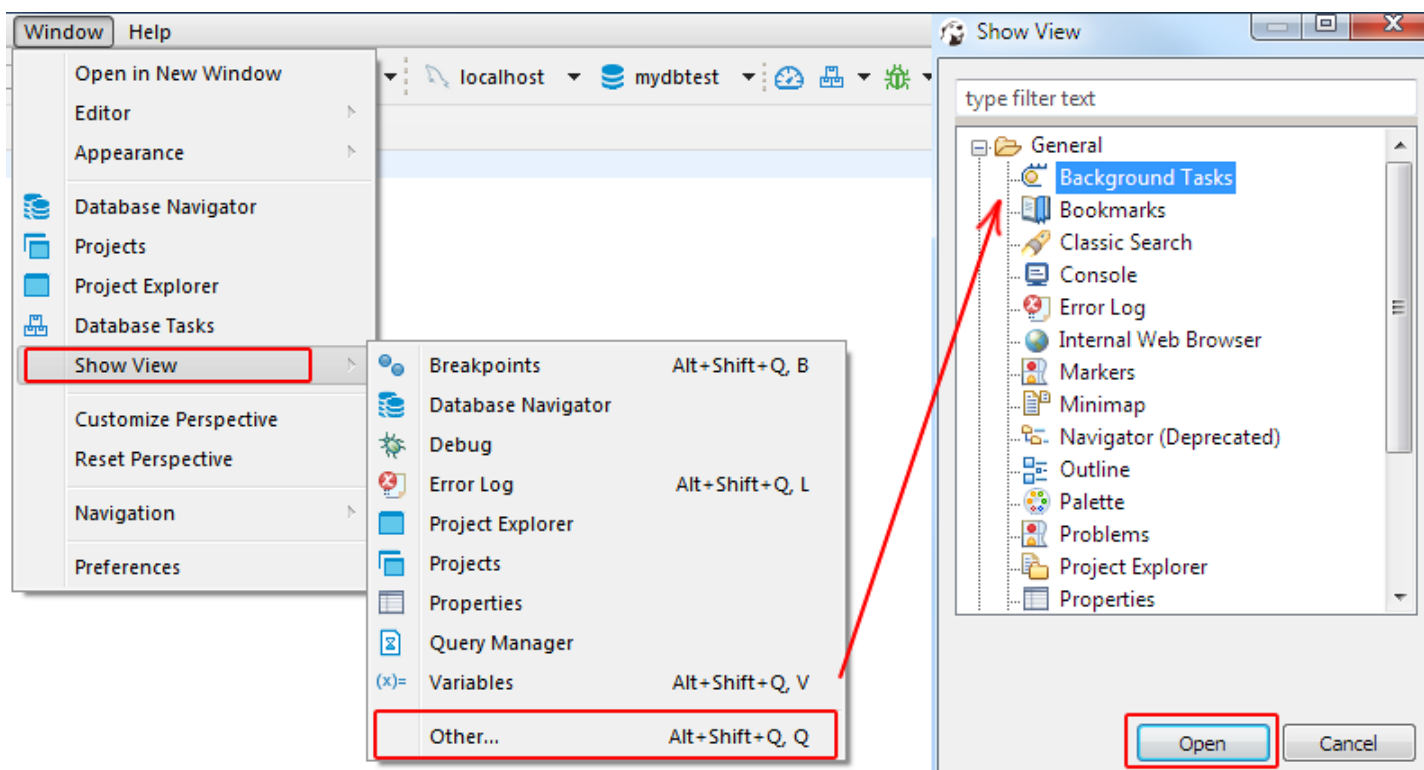 Window Help
Open in New Window
Editor
Appearance
Database Navigator
Projects
Project Explorer
Database Tasks
Show View
Customize Perspective
Reset Perspective
Navigation
Preferences
localhost mydbtest
Breakpoints Alt+Shift+Q, B
Database Navigator
Debug
Error Log Alt+Shift+Q, L
Project Explorer
Projects
Properties
Query Manager
(x)= Variables Alt+Shift+Q, V
Other... Alt+Shift+Q, Q
Show View
type filter text
General
Background Tasks
Bookmarks
Classic Search
Console
Error Log
Internal Web Browser
Markers
Minimap
Navigator (Deprecated)
Outline
Palette
Problems
Project Explorer
Properties
Open Cancel